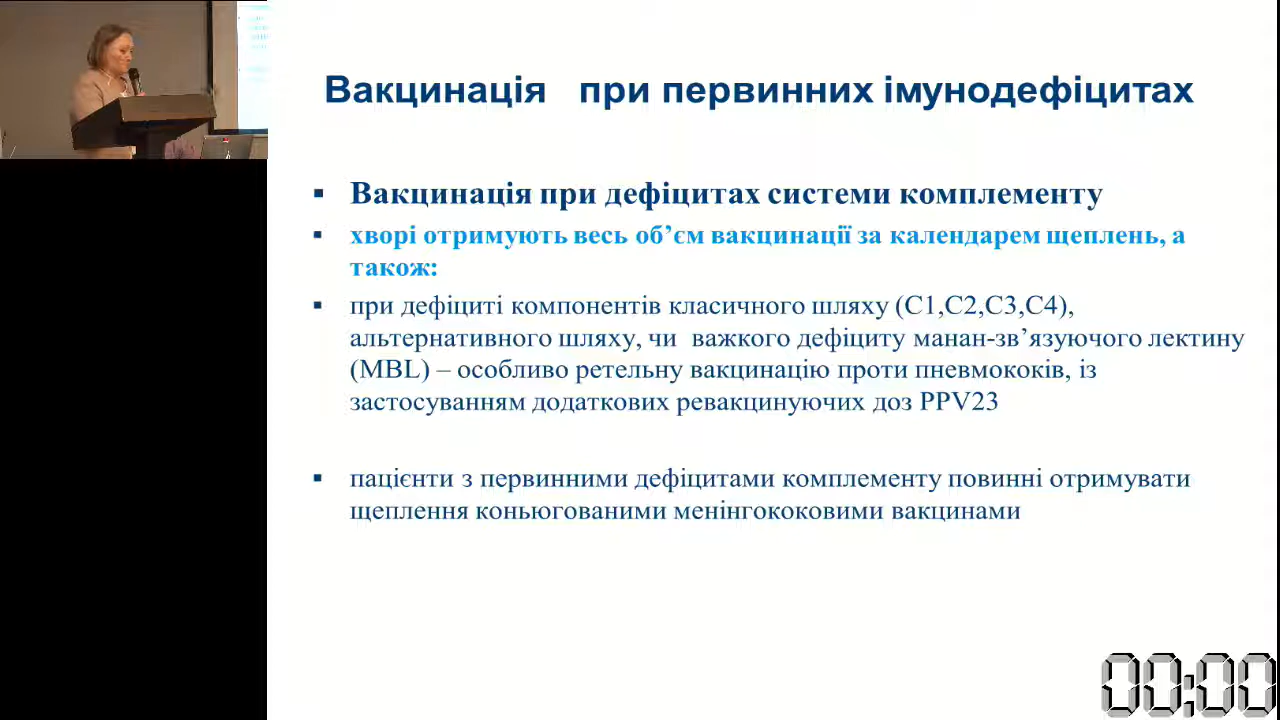 Вакцинація при первинних імунодефіцитах
▪ Вакцинація при дефіцитах системи комплементу
▪ хворі отримують весь об’єм вакцинації за календарем щеплень, а
також:
▪ при дефіциті компонентів класичного шляху (С1,С2,С3,С4),
альтернативного шляху, чи важкого дефіциту манан-зв’язуючого лектину
(MBL) – особливо ретельну вакцинацію проти пневмококів, із
застосуванням додаткових ревакцинуючих доз PPV23
▪ пацієнти з первинними дефіцитами комплементу повинні отримувати
щеплення коньюгованими менінгококовими вакцинами
00:00